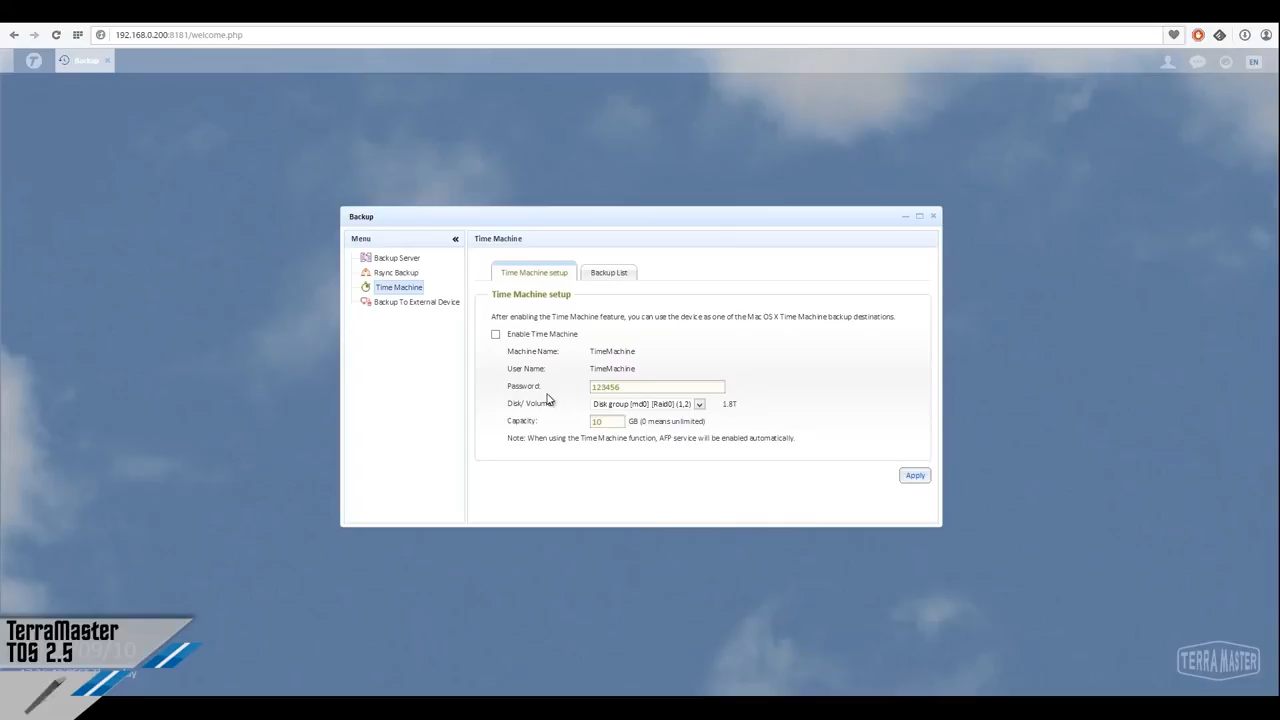 192.168.0.200:8181/welcome.php
Backup
EN
Backup
Menu
Backup Server
Rsync Backup
Time Machine
Backup To External Device
Time Machine
Time Machine setup
Backup List
Time Machine setup
After enabling the Time Machine feature, you can use the device as one of the Mac OS X Time Machine backup destinations.
Enable Time Machine
Machine Name: TimeMachine
User Name: TimeMachine
Password: 123456
Disk group [md0] [Raid0] (1,2) 1.8T
Capacity: 10 GB (0 means unlimited)
Note: When using the Time Machine function, AFP service will be enabled automatically.
Apply
TerraMaster
TOS 2.5
TERRA MASTER